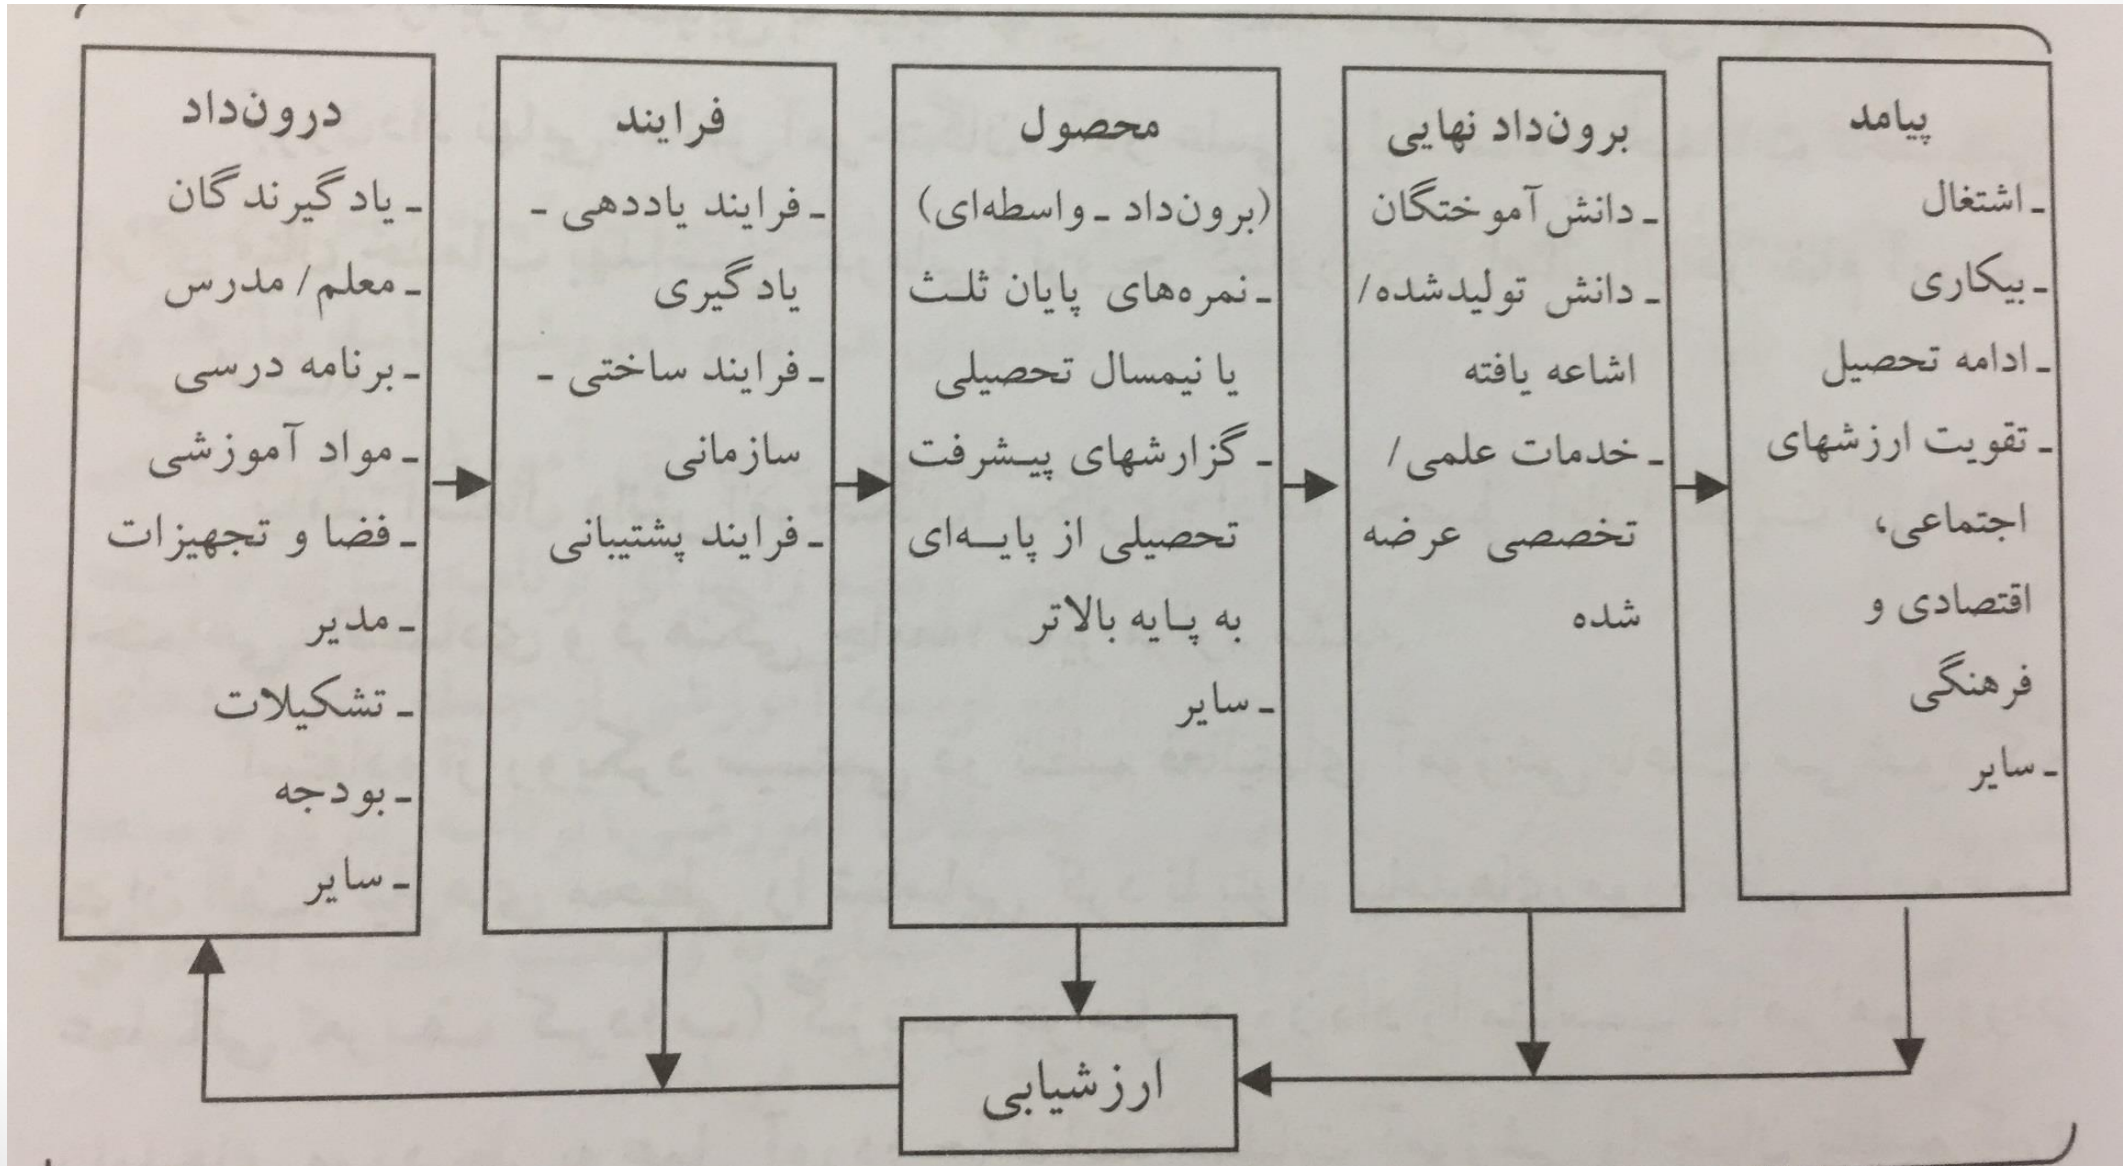 درون‌داد
ـ یادگیرندگان
ـ معلم/ مدرس
ـ برنامه درسی
ـ مواد آموزشی
ـ فضا و تجهیزات
ـ مدیر
ـ تشکیلات
ـ بودجه
ـ سایر
فرایند
ـ فرایند یاددهی ـ
یادگیری
ـ فرایند ساختی ـ
سازمانی
ـ فرایند پشتیبانی
محصول
(برون‌داد ـ واسطه‌ای)
ـ نمره‌های پایان ثلث
یا نیمسال تحصیلی
ـ گزارشهای پیشرفت
تحصیلی از پایه‌ای
به پایه بالاتر
ـ سایر
برون‌داد نهایی
ـ دانش‌آموختگان
ـ دانش تولیدشده/
اشاعه یافته
ـ خدمات علمی/
تخصصی عرضه
شده
پیامد
ـ اشتغال
ـ بیکاری
ـ ادامه تحصیل
ـ تقویت ارزشهای
اجتماعی،
اقتصادی و
فرهنگی
ـ سایر
ارزشیابی